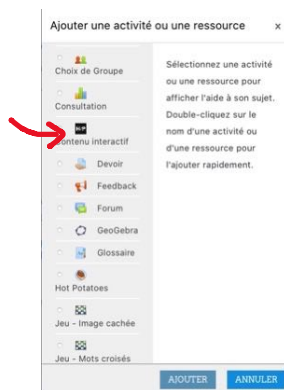 Ajouter une activité ou une ressource x
Choix de Groupe
Consultation
Contenu interactif
Devoir
Feedback
Forum
GeoGebra
Glossaire
Hot Potatoes
Jeu - Image cachée
Jeu - Mots croisés
Sélectionnez une activité
ou une ressource pour
afficher l'aide à son sujet.
Double-cliquez sur le
nom d'une activité ou
d'une ressource pour
l'ajouter rapidement.
AJOUTER ANNULER